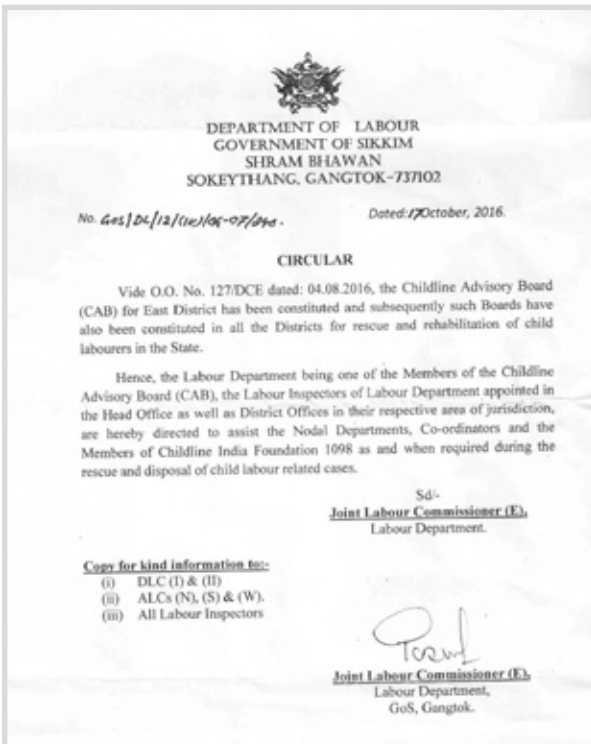 DEPARTMENT OF LABOUR
GOVERNMENT OF SIKKIM
SHRAM BHAWAN
SOKEYTHANG, GANGTOK-737102
No. GoS/DL/12/
Dated: 17October, 2016.
CIRCULAR
Vide O.O. No. 127/DCE dated: 04.08.2016, the Childline Advisory Board
(CAB) for East District has been constituted and subsequently such Boards have
also been constituted in all the Districts for rescue and rehabilitation of child
labourers in the State.
Hence, the Labour Department being one of the Members of the Childline
Advisory Board (CAB), the Labour Inspectors of Labour Department appointed in
the Head Office as well as District Offices in their respective area of jurisdiction,
are hereby directed to assist the Nodal Departments, Co-ordinators and the
Members of Childline India Foundation 1098 as and when required during the
rescue and disposal of child labour related cases.
Sd/-
Joint Labour Commissioner (E),
Labour Department.
Copy for kind information to:-
(i) DLC (I) & (II)
(ii) ALCs (N), (S) & (W).
(iii) All Labour Inspectors
Joint Labour Commissioner (E),
Labour Department,
GoS, Gangtok.